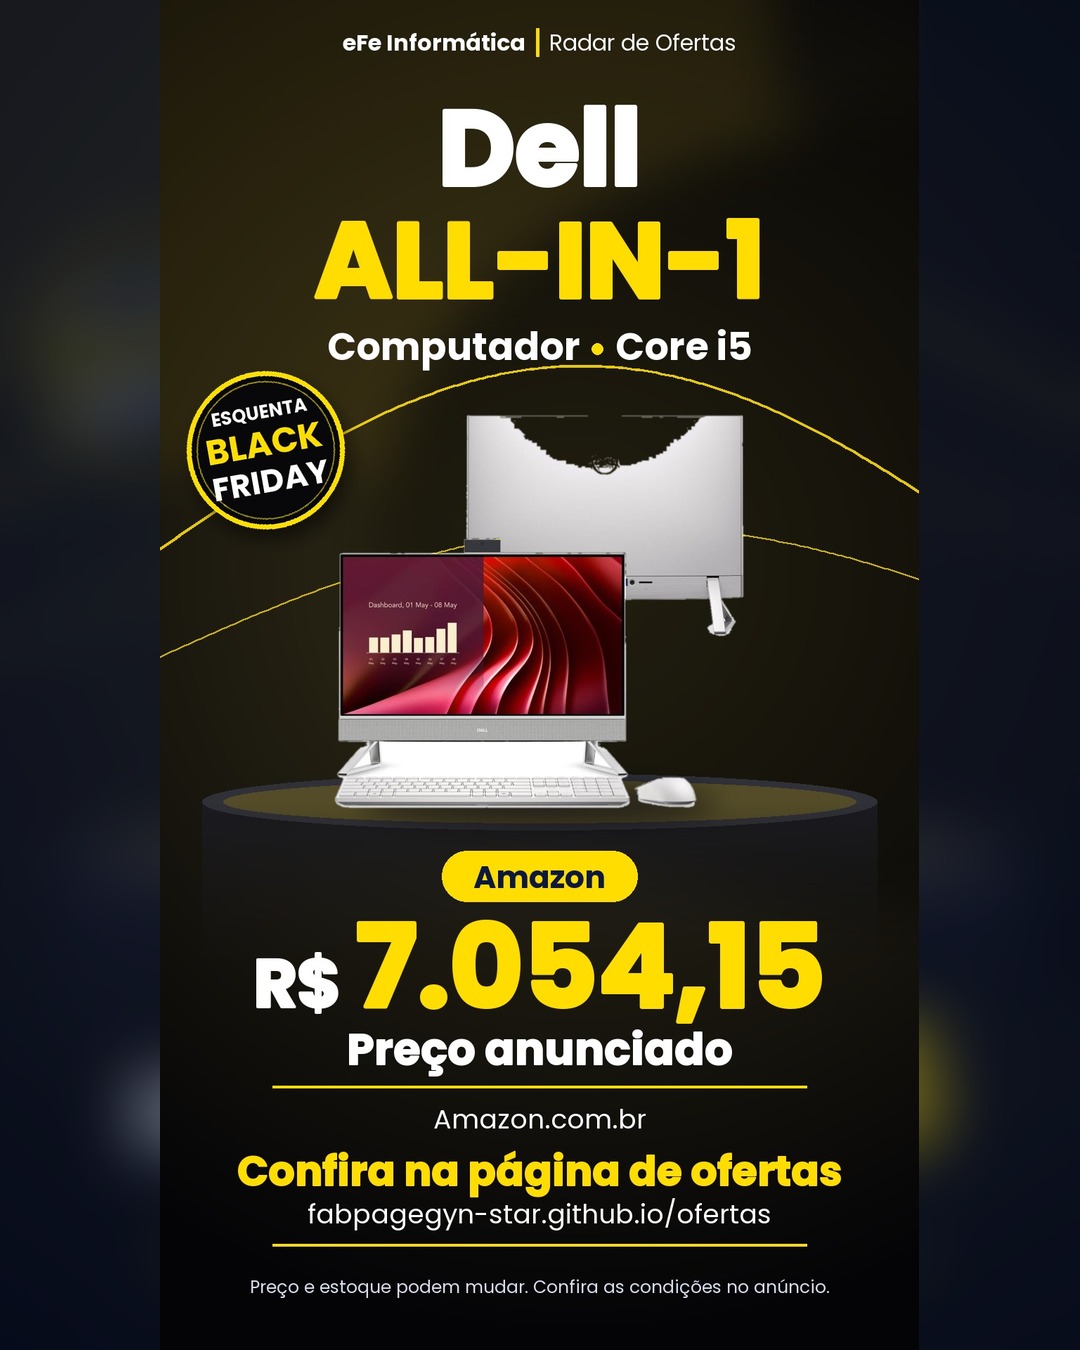 eFe Informática | Radar de Ofertas
Dell
ALL-IN-1
Computador • Core i5
ESQUENTA
BLACK
FRIDAY
Dashboard, 01 May - 08 May
DELL
Amazon
R$ 7.054,15
Preço anunciado
Amazon.com.br
Confira na página de ofertas
fabpagegyn-star.github.io/ofertas
Preço e estoque podem mudar. Confira as condições no anúncio.